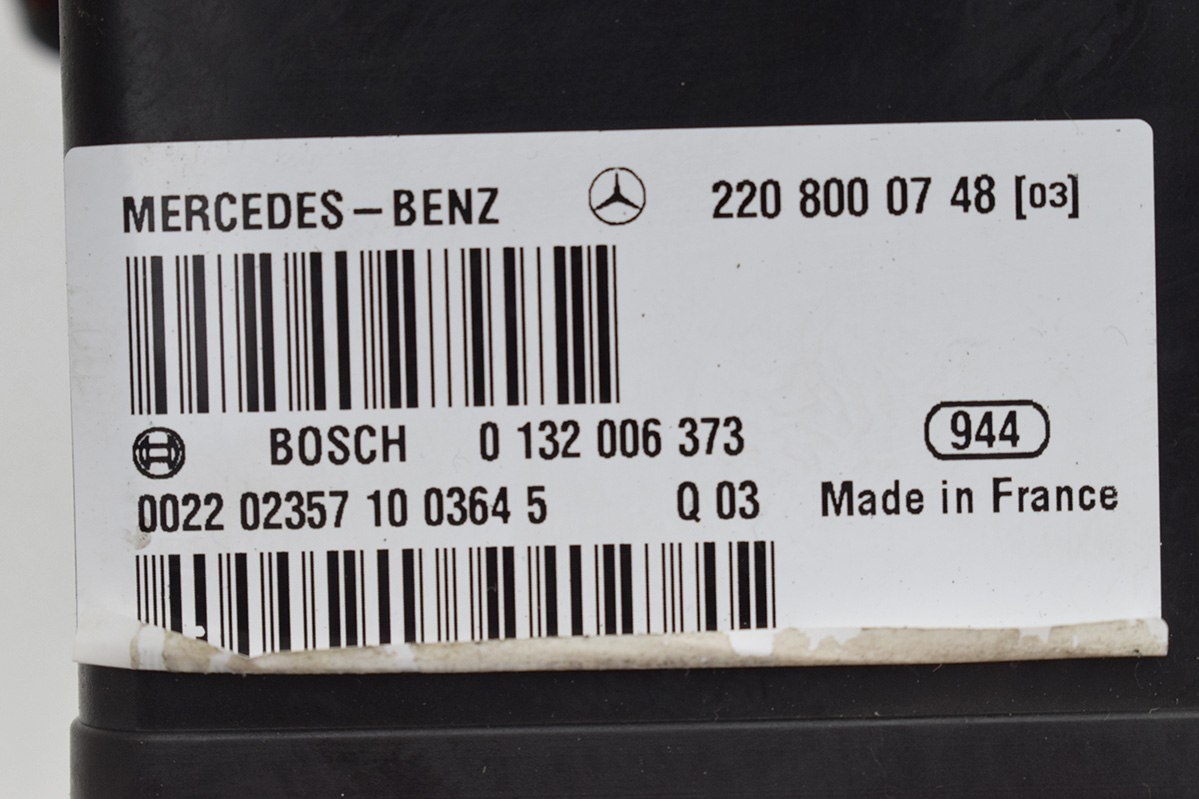 MERCEDES-BENZ 220 800 07 48 [03]
BOSCH 0 132 006 373 944
0022 02357 10 0364 5 Q 03 Made in France